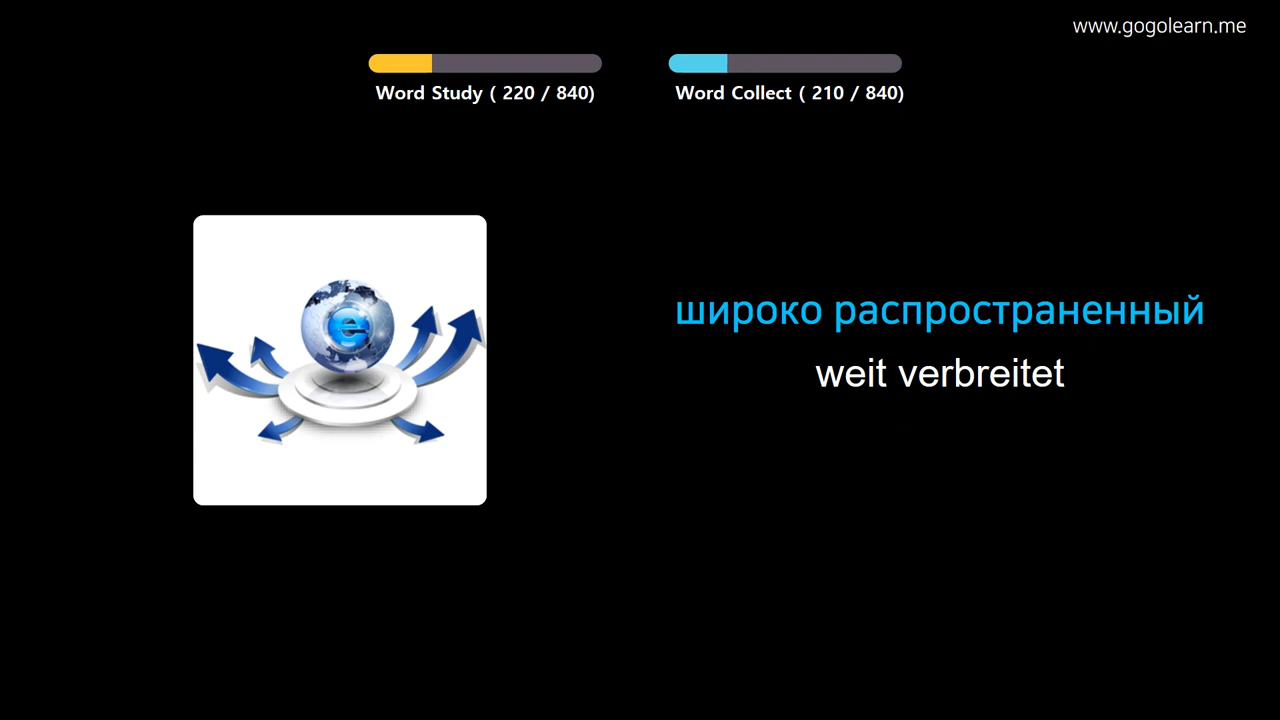 www.gogolearn.me
Word Study ( 220 / 840)
Word Collect ( 210 / 840)
e
широко распространенный
weit verbreitet